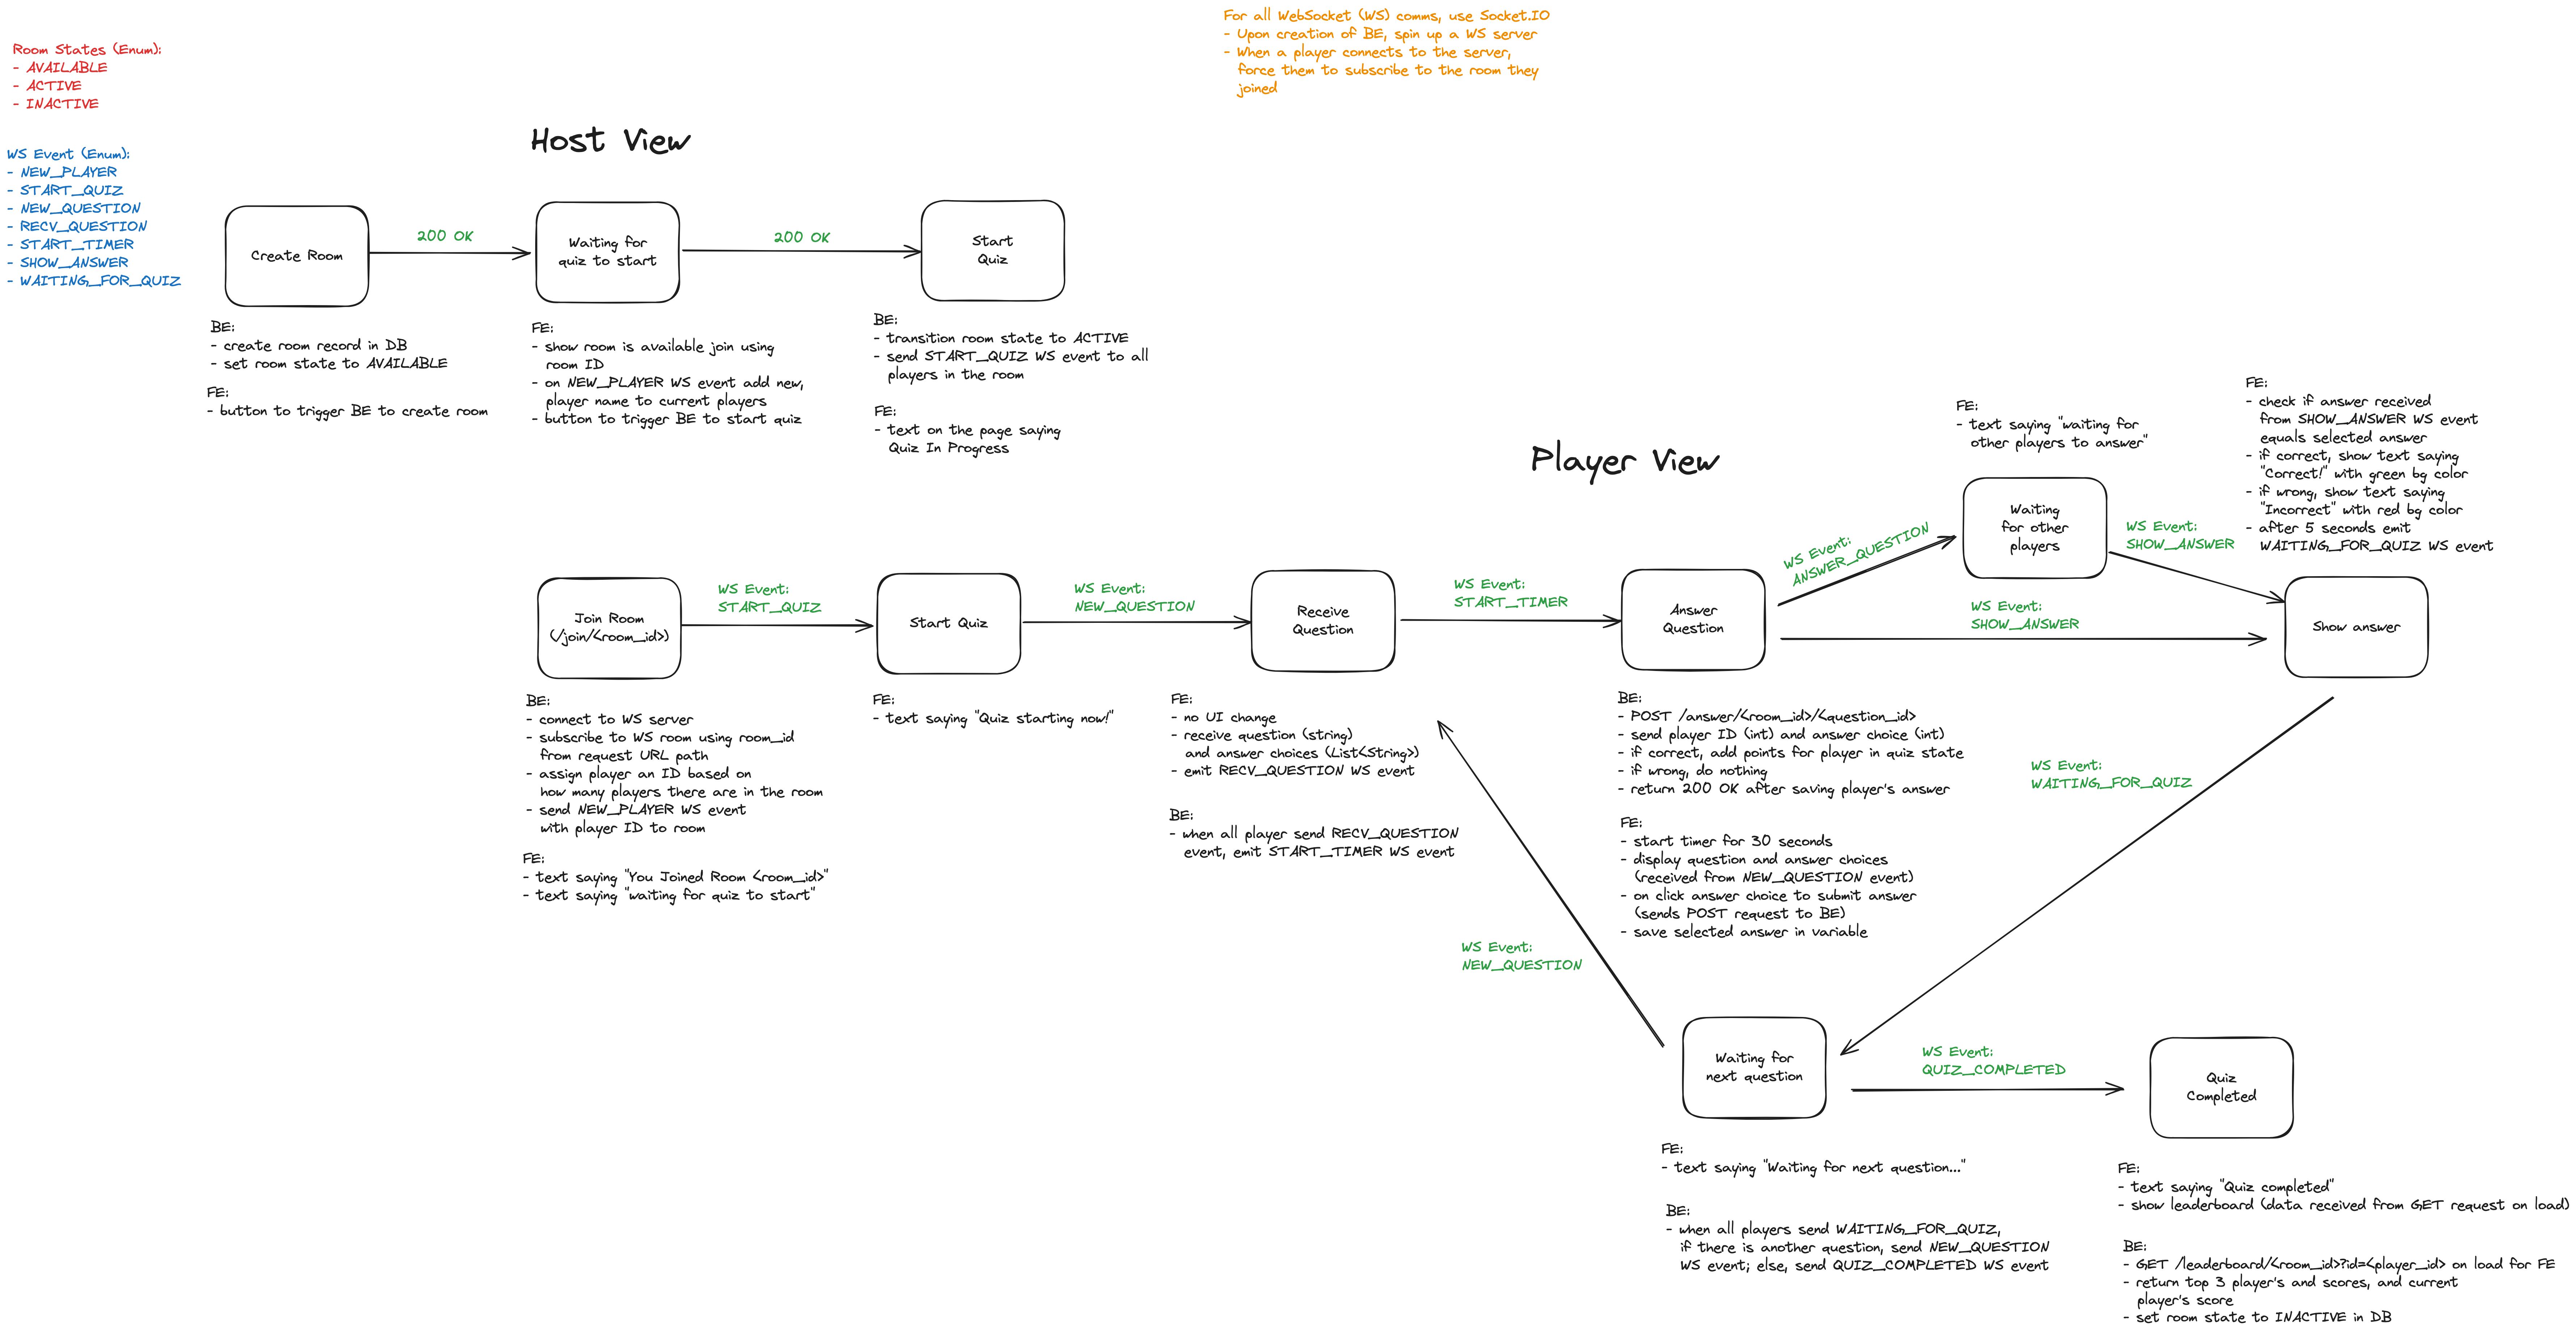 For all WebSocket (WS) comms, use Socket.IO
- Upon creation of BE, spin up a WS server
- When a player connects to the server,
force them to subscribe to the room they
joined
Room States (Enum):
- AVAILABLE
- ACTIVE
- INACTIVE
WS Event (Enum):
- NEW_PLAYER
- START_QUIZ
- NEW_QUESTION
- RECV_QUESTION
- START_TIMER
- SHOW_ANSWER
- WAITING_FOR_QUIZ
Host View
Create Room
200 OK
Waiting for
quiz to start
200 OK
Start
Quiz
BE:
- create room record in DB
- set room state to AVAILABLE
FE:
- button to trigger BE to create room
FE:
- show room is available join using
room ID
- on NEW_PLAYER WS event add new,
player name to current players
- button to trigger BE to start quiz
BE:
- transition room state to ACTIVE
- send START_QUIZ WS event to all
players in the room
FE:
- text on the page saying
Quiz In Progress
Player View
Join Room
(/join/<room_id>)
WS Event:
START_QUIZ
Start Quiz
WS Event:
NEW_QUESTION
Receive
Question
WS Event:
START_TIMER
Answer
Question
WS Event:
ANSWER_QUESTION
FE:
- text saying "waiting for
other players to answer"
Waiting
for other
players
WS Event:
SHOW_ANSWER
WS Event:
SHOW_ANSWER
FE:
- check if answer received
from SHOW_ANSWER WS event
equals selected answer
- if correct, show text saying
"Correct!" with green bg color
- if wrong, show text saying
"Incorrect" with red bg color
- after 5 seconds emit
WAITING_FOR_QUIZ WS event
Show answer
BE:
- connect to WS server
- subscribe to WS room using room_id
from request URL path
- assign player an ID based on
how many players there are in the room
- send NEW_PLAYER WS event
with player ID to room
FE:
- text saying "You Joined Room <room_id>"
- text saying "waiting for quiz to start"
FE:
- text saying "Quiz starting now!"
FE:
- no UI change
- receive question (string)
and answer choices (List<String>)
- emit RECV_QUESTION WS event
BE:
- when all player send RECV_QUESTION
event, emit START_TIMER WS event
BE:
- POST /answer/<room_id>/<question_id>
- send player ID (int) and answer choice (int)
- if correct, add points for player in quiz state
- if wrong, do nothing
- return 200 OK after saving player's answer
FE:
- start timer for 30 seconds
- display question and answer choices
(received from NEW_QUESTION event)
- on click answer choice to submit answer
(sends POST request to BE)
- save selected answer in variable
WS Event:
WAITING_FOR_QUIZ
WS Event:
NEW_QUESTION
Waiting for
next question
WS Event:
QUIZ_COMPLETED
Quiz
Completed
FE:
- text saying "Waiting for next question..."
BE:
- when all players send WAITING_FOR_QUIZ,
if there is another question, send NEW_QUESTION
WS event; else, send QUIZ_COMPLETED WS event
FE:
- text saying "Quiz completed"
- show leaderboard (data received from GET request on load)
BE:
- GET /leaderboard/<room_id>?id=<player_id> on load for FE
- return top 3 player's and scores, and current
player's score
- set room state to INACTIVE in DB